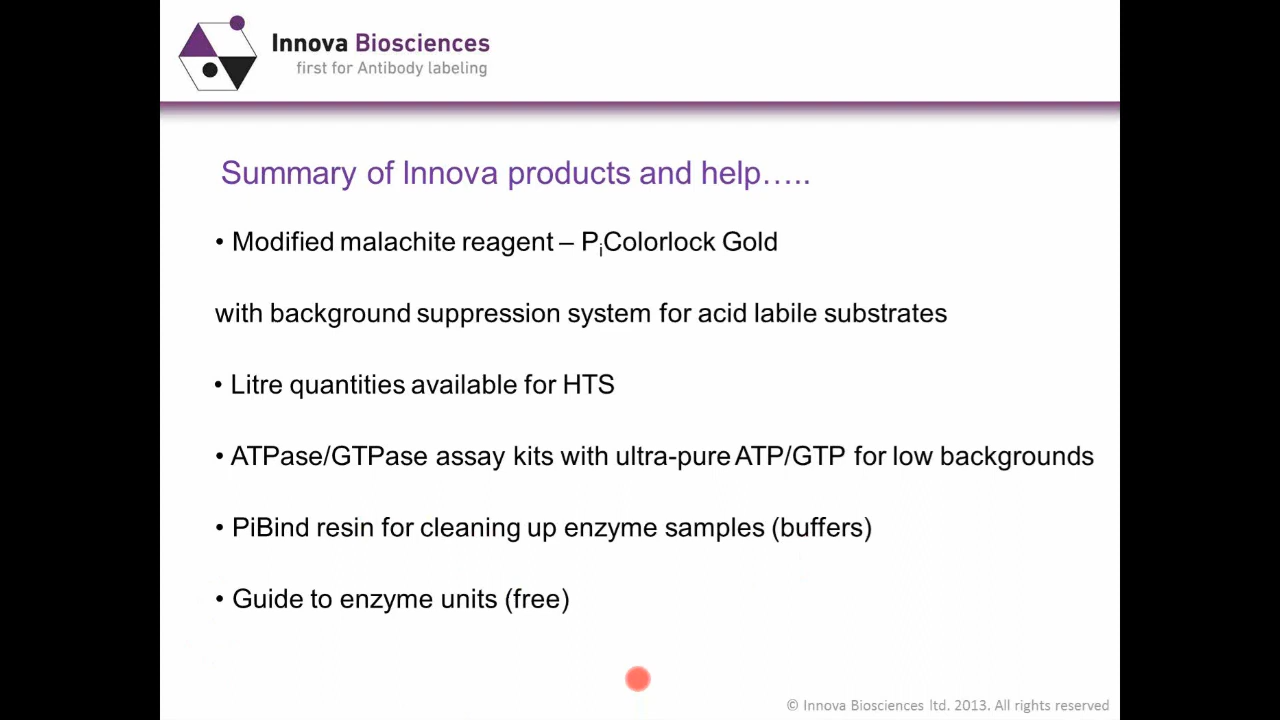 Innova Biosciences
first for Antibody labeling
Summary of Innova products and help…..
• Modified malachite reagent – PiColorlock Gold
with background suppression system for acid labile substrates
• Litre quantities available for HTS
• ATPase/GTPase assay kits with ultra-pure ATP/GTP for low backgrounds
• PiBind resin for cleaning up enzyme samples (buffers)
• Guide to enzyme units (free)
© Innova Biosciences ltd. 2013. All rights reserved